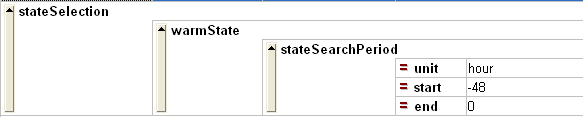 stateSelection
warmState
stateSearchPeriod
= unit hour
= start -48
= end 0